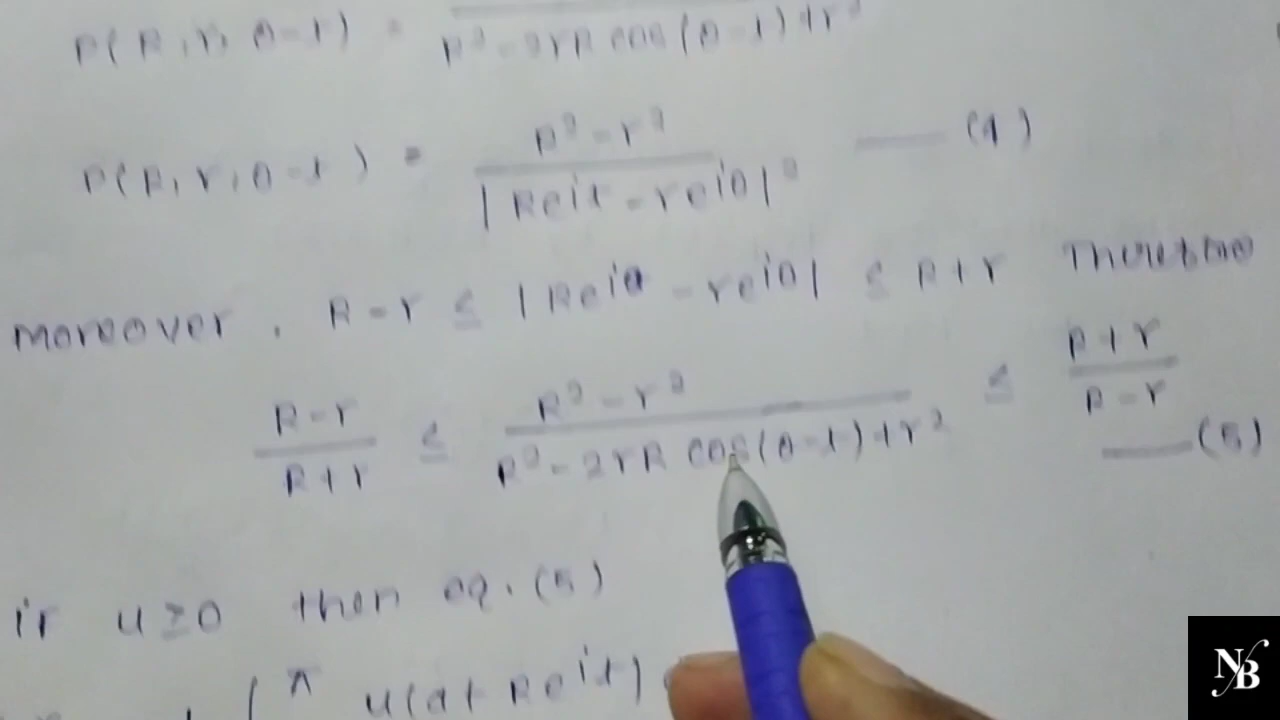 P(R, r, θ-t) = R² - 2rR cos(θ-t) + r²
P(R, r, θ-t) = R² - r² / |Re^it - re^iθ|² —— (4)
Moreover, R-r ≤ |Re^it - re^iθ| ≤ R+r Therefore
R-r / R+r ≤ R² - r² / R² - 2rR cos(θ-t) + r² ≤ R+r / R-r —— (5)
if u ≥ 0 then eq. (5)
∫ π u(a+Re^it)
NB